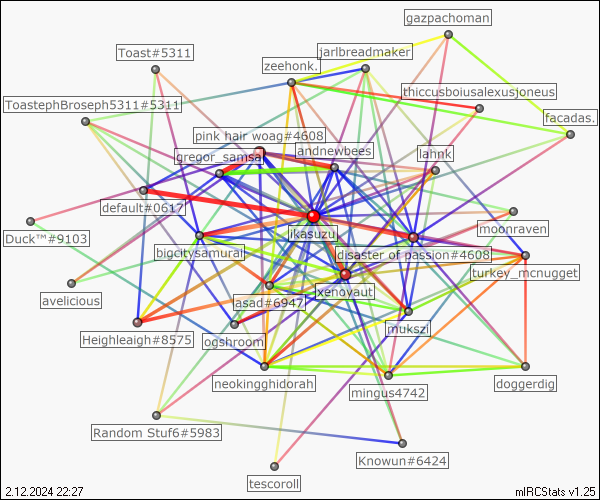 gazpachoman
Toast#5311
jarlbreadmaker
zeehonk.
thiccusboiusalexusjoneus
ToastephBroseph5311#5311
facadas.
pink hair woag#4608
andnewbees
gregor_samsa
lahnk
default#0617
ikasuzu
moonraven
Duck™#9103
bigcitysamurai
disaster of passion#4608
turkey_mcnugget
avelicious
xenoyaut
asad#6947
mukszi
Heighleaigh#8575
ogshroom
neokingghidorah
mingus4742
doggerdig
Random Stuf6#5983
Knowun#6424
tescoroll
2.12.2024 22:27
mIRCStats v1.25